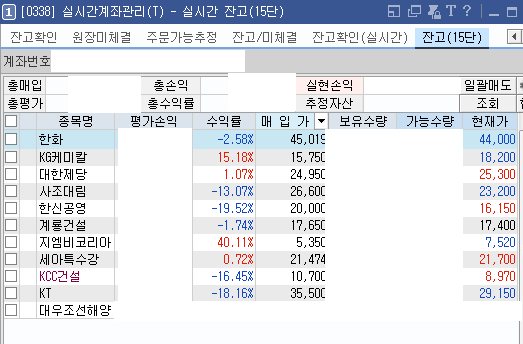 1 [0338] 실시간계좌관리(T) - 실시간 잔고(15단) T ?
잔고확인 원장미체결 주문가능추정 잔고/미체결 잔고확인(실시간) 잔고(15단)
계좌번호
총매입 총손익 실현손익 일괄매도
총평가 총수익률 추정자산 조회
종목명 평가손익 수익률 매 입 가 보유수량 가능수량 현재가
한화 -2.58% 45,019 44,000
KG케미칼 15.18% 15,750 18,200
대한제당 1.07% 24,950 25,300
사조대림 -13.07% 26,600 23,200
한신공영 -19.52% 20,000 16,150
계룡건설 -1.74% 17,650 17,400
지엠비코리아 40.11% 5,350 7,520
세아특수강 0.72% 21,474 21,700
KCC건설 -16.45% 10,700 8,970
KT -18.16% 35,500 29,150
대우조선해양